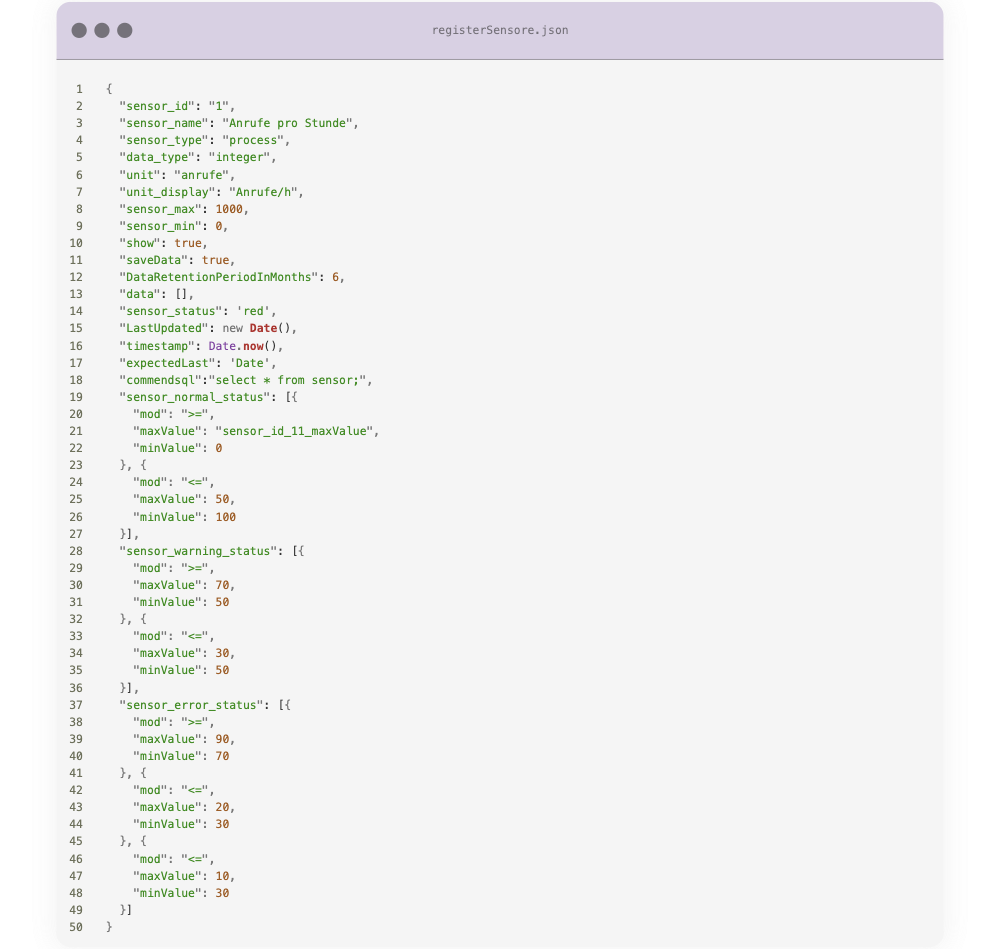 registerSensore.json
1 {
2 "sensor_id": "1",
3 "sensor_name": "Anrufe pro Stunde",
4 "sensor_type": "process",
5 "data_type": "integer",
6 "unit": "anrufe",
7 "unit_display": "Anrufe/h",
8 "sensor_max": 1000,
9 "sensor_min": 0,
10 "show": true,
11 "saveData": true,
12 "DataRetentionPeriodInMonths": 6,
13 "data": [],
14 "sensor_status": 'red',
15 "LastUpdated": new Date(),
16 "timestamp": Date.now(),
17 "expectedLast": 'Date',
18 "commendsql":"select * from sensor;",
19 "sensor_normal_status": [{
20 "mod": ">=",
21 "maxValue": "sensor_id_11_maxValue",
22 "minValue": 0
23 }, {
24 "mod": "<=",
25 "maxValue": 50,
26 "minValue": 100
27 }],
28 "sensor_warning_status": [{
29 "mod": ">=",
30 "maxValue": 70,
31 "minValue": 50
32 }, {
33 "mod": "<=",
34 "maxValue": 30,
35 "minValue": 50
36 }],
37 "sensor_error_status": [{
38 "mod": ">=",
39 "maxValue": 90,
40 "minValue": 70
41 }, {
42 "mod": "<=",
43 "maxValue": 20,
44 "minValue": 30
45 }, {
46 "mod": "<=",
47 "maxValue": 10,
48 "minValue": 30
49 }]
50 }